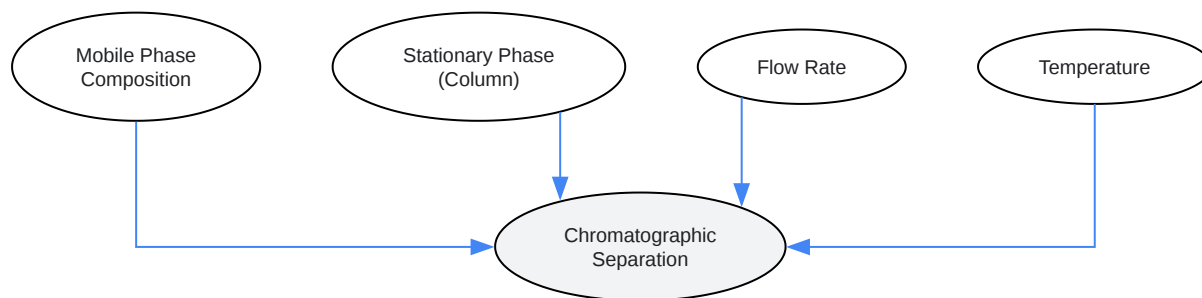 Mobile Phase
Composition
Stationary Phase
(Column)
Flow Rate
Temperature
Chromatographic
Separation